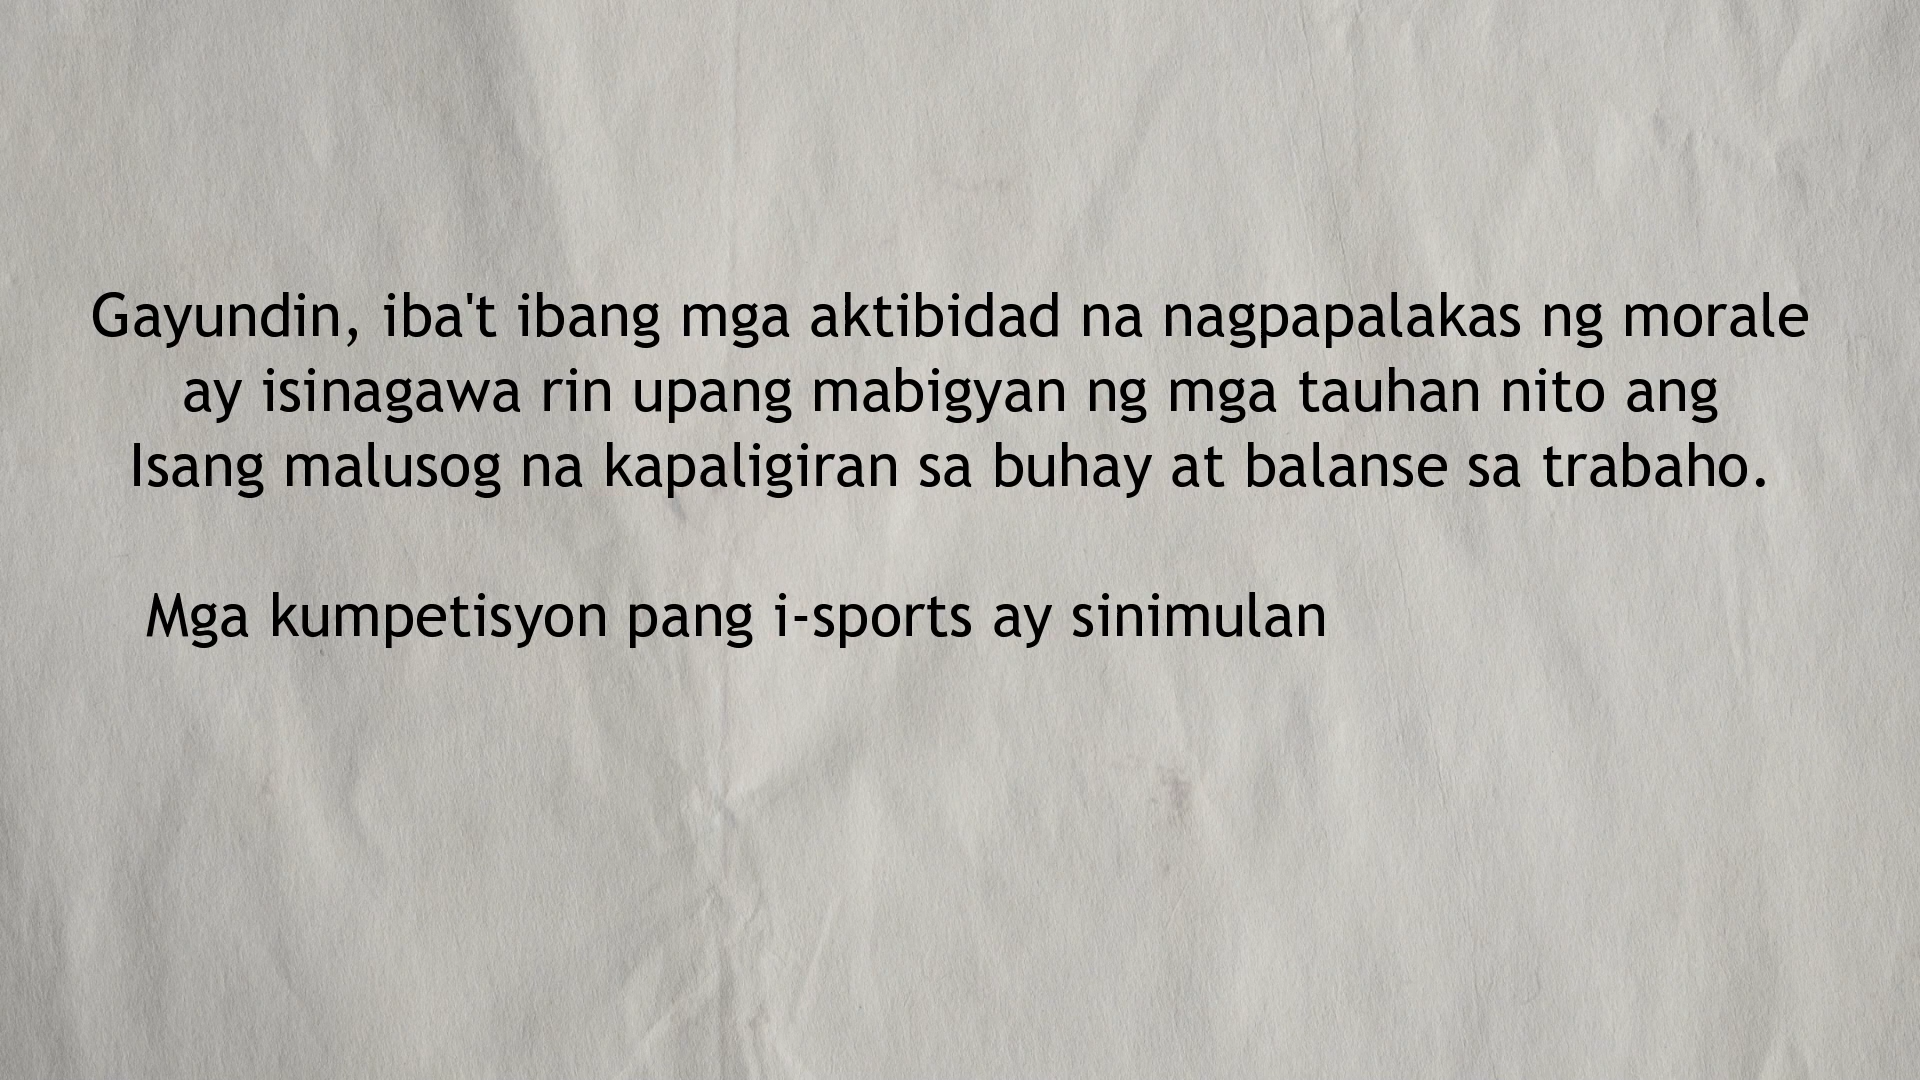 Gayundin, iba't ibang mga aktibidad na nagpapalakas ng morale
ay isinagawa rin upang mabigyan ng mga tauhan nito ang
Isang malusog na kapaligiran sa buhay at balanse sa trabaho.
Mga kumpetisyon pang i-sports ay sinimulan